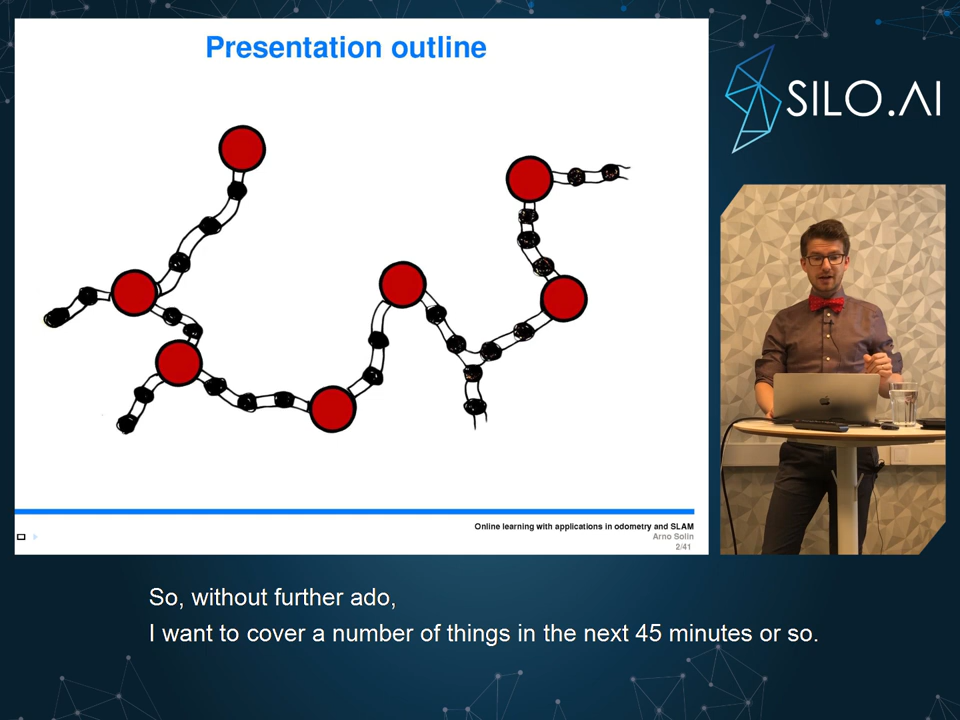 Presentation outline
SILO.AI
Online learning with applications in odometry and SLAM
Arno Solin
2/41
So, without further ado,
I want to cover a number of things in the next 45 minutes or so.